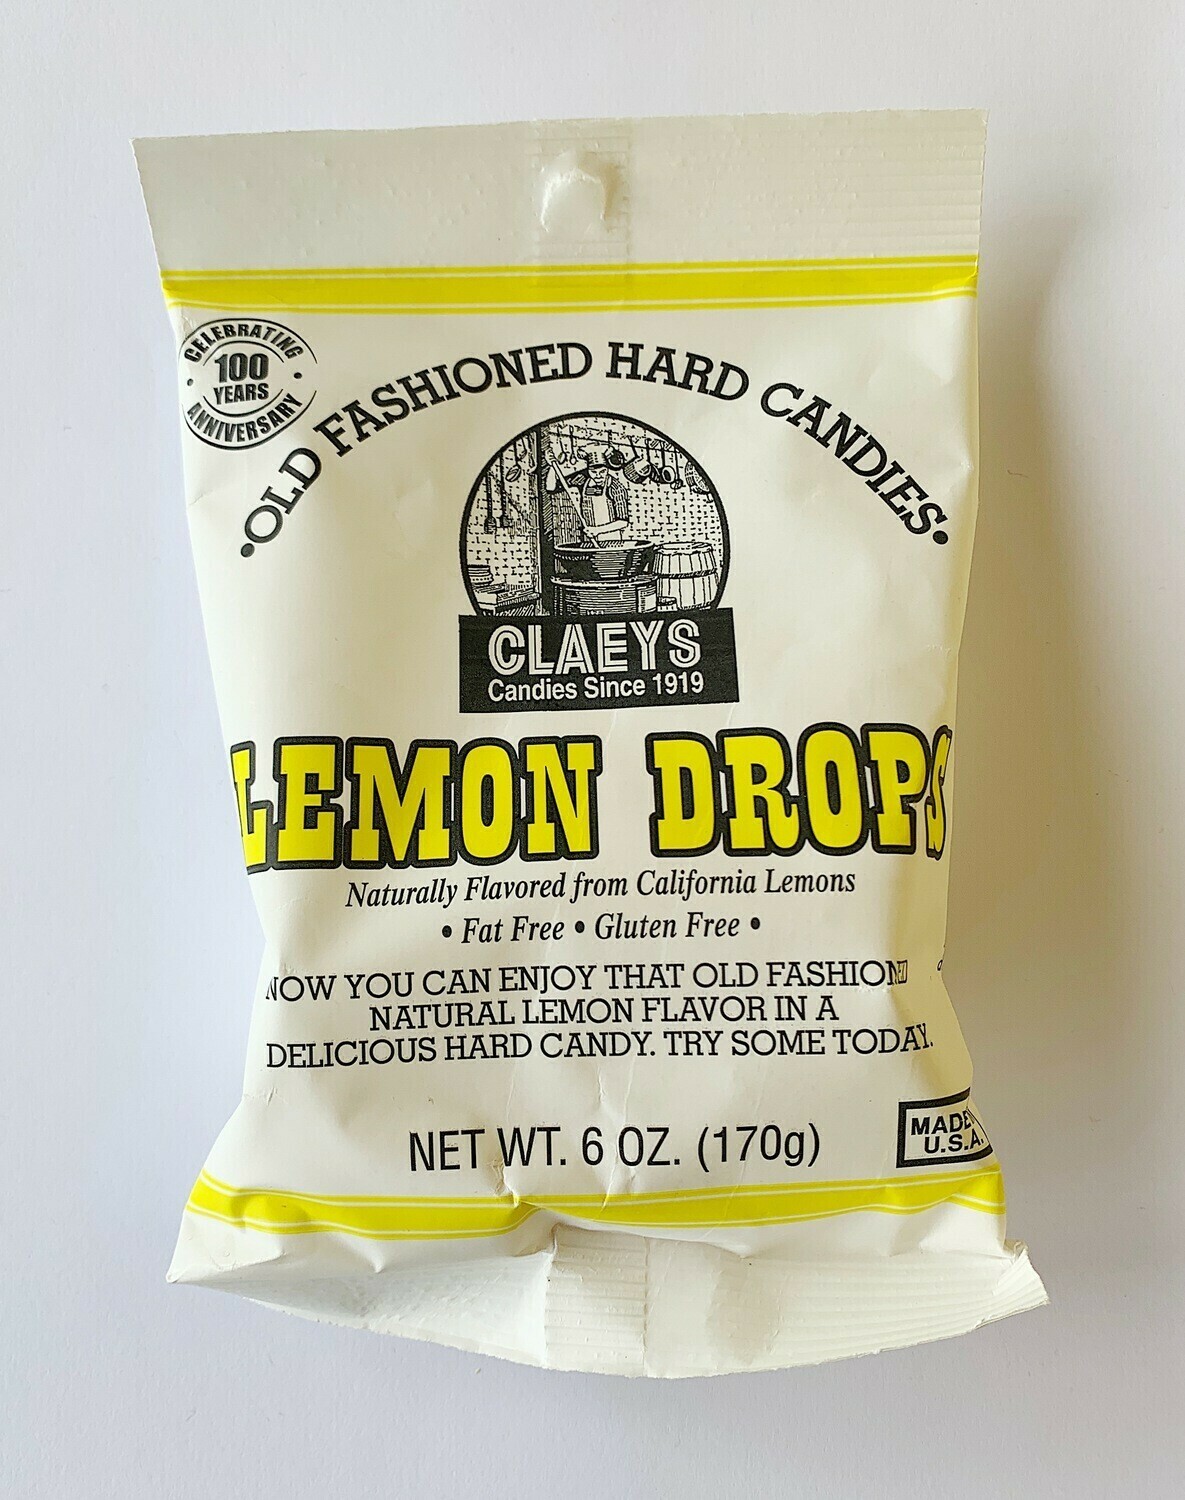 CELEBRATING
100
YEARS
ANNIVERSARY
•OLD FASHIONED HARD CANDIES•
CLAEYS
Candies Since 1919
LEMON DROPS
Naturally Flavored from California Lemons
• Fat Free • Gluten Free •
NOW YOU CAN ENJOY THAT OLD FASHIONED
NATURAL LEMON FLAVOR IN A
DELICIOUS HARD CANDY. TRY SOME TODAY.
NET WT. 6 OZ. (170g)
MADE
U.S.A.